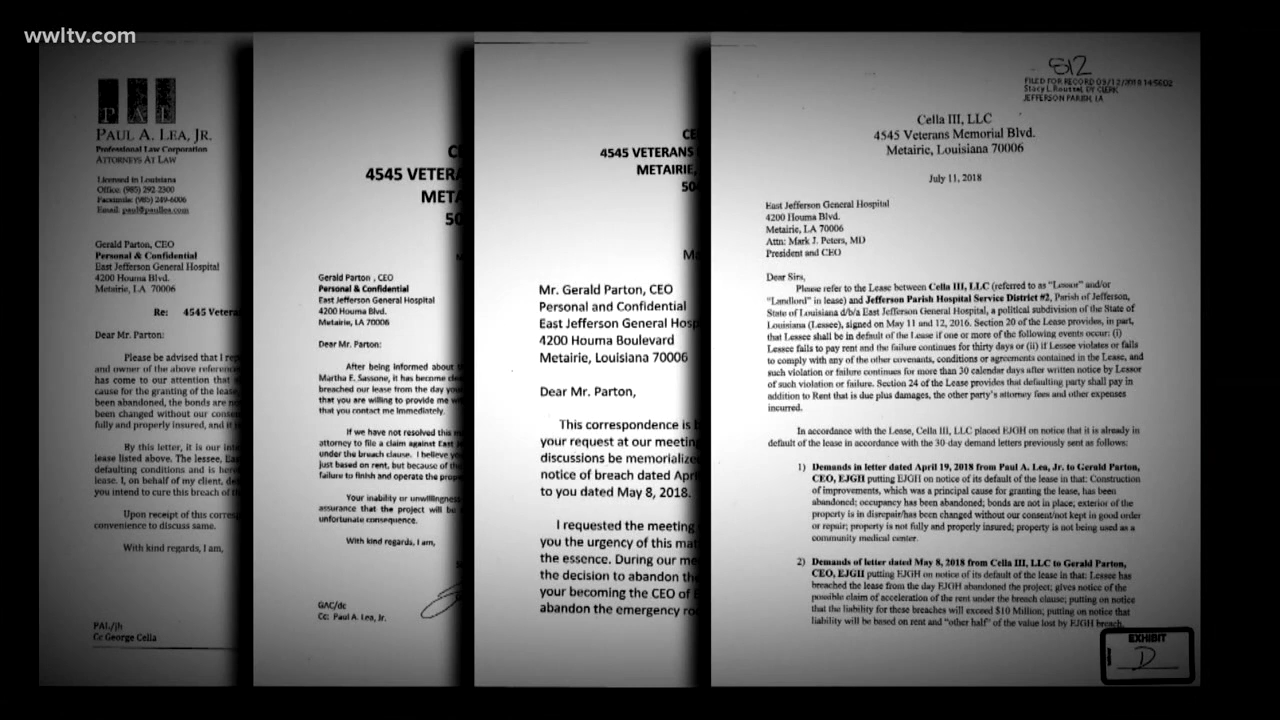 wwltv.com
P A L
PAUL A. LEA, JR.
Professional Law Corporation
ATTORNEYS AT LAW
Licensed in Louisiana
Office: (985) 292-2300
Facsimile: (985) 249-6006
Email: paul@paullea.com
Gerald Parton, CEO
Personal & Confidential
East Jefferson General Hospital
4200 Houma Blvd.
Metairie, LA 70006
Re: 4545 Vetera
Dear Mr. Parton:
Please be advised that I rep
and owner of the above reference
has come to our attention that
cause for the granting of the lease
been abandoned, the bonds are no
been changed without our conse
fully and properly insured, and it
By this letter, it is our inte
lease listed above. The lessee, Eas
defaulting conditions and is here
lease. I, on behalf of my client, de
you intend to cure this breach of th
Upon receipt of this corresp
convenience to discuss same.
With kind regards, I am,
PAL/jh
Cc George Cella
4545 VETER
META
50
Gerald Parton , CEO
Personal & Confidential
East Jefferson General Hospital
4200 Houma Blvd.
Metairie, LA 70006
Dear Mr. Parton:
After being informed about
Martha E. Sassone, it has become cle
breached our lease from the day you
that you are willing to provide me w
that you contact me immediately.
If we have not resolved this m
attorney to file a claim against East
under the breach clause. I believe yo
just based on rent, but because of th
failure to finish and operate the prop
Your inability or unwillingness
assurance that the project will be
unfortunate consequence.
With kind regards, I am,
GAC/dc
Cc: Paul A. Lea, Jr.
CE
4545 VETERANS
METAIRIE,
50
Ma
Mr. Gerald Parton, CEO
Personal and Confidential
East Jefferson General Hosp
4200 Houma Boulevard
Metairie, Louisiana 70006
Dear Mr. Parton,
This correspondence is b
your request at our meeting
discussions be memorialize
notice of breach dated Apri
to you dated May 8, 2018.
I requested the meeting
you the urgency of this mat
the essence. During our me
the decision to abandon the
your becoming the CEO of E
abandon the emergency roo
812
FILED FOR RECORD 09/12/2018 14:56:02
DY CLERK
JEFFERSON PARISH, LA
Cella III, LLC
4545 Veterans Memorial Blvd.
Metairie, Louisiana 70006
July 11, 2018
East Jefferson General Hospital
4200 Houma Blvd.
Metairie, LA 70006
Attn: Mark J. Peters, MD
President and CEO
Dear Sirs,
Please refer to the Lease between Cella III, LLC (referred to as "Lessor" and/or
"Landlord" in lease) and Jefferson Parish Hospital Service District #2, Parish of Jefferson,
State of Louisiana d/b/a East Jefferson General Hospital, a political subdivision of the State of
Louisiana (Lessee), signed on May 11 and 12, 2016. Section 20 of the Lease provides, in part,
that Lessee shall be in default of the Lease if one or more of the following events occur: (i)
Lessee fails to pay rent and the failure continues for thirty days or (ii) if Lessee violates or fails
to comply with any of the other covenants, conditions or agreements contained in the Lease, and
such violation or failure continues for more than 30 calendar days after written notice by Lessor
of such violation or failure. Section 24 of the Lease provides that defaulting party shall pay in
addition to Rent that is due plus damages, the other party's attorney fees and other expenses
incurred.
In accordance with the Lease, Cella III, LLC placed EJGH on notice that it is already in
default of the lease in accordance with the 30 day demand letters previously sent as follows:
1) Demands in letter dated April 19, 2018 from Paul A. Lea, Jr. to Gerald Parton,
CEO, EJGH putting EJGH on notice of its default of the lease in that: Construction
of improvements, which was a principal cause for granting the lease, has been
abandoned; occupancy has been abandoned; bonds are not in place; exterior of the
property is in disrepair/has been changed without our consent/not kept in good order
or repair; property is not fully and properly insured; property is not being used as a
community medical center.
2) Demands of letter dated May 8, 2018 from Cella III, LLC to Gerald Parton,
CEO, EJGH putting EJGH on notice of its default of the lease in that: Lessee has
breached the lease from the day EJGH abandoned the project; gives notice of the
possible claim of acceleration of the rent under the breach clause; putting on notice
that the liability for these breaches will exceed $10 Million; putting on notice that
liability will be based on rent and "other half" of the value lost by EJGH breach.
EXHIBIT
D